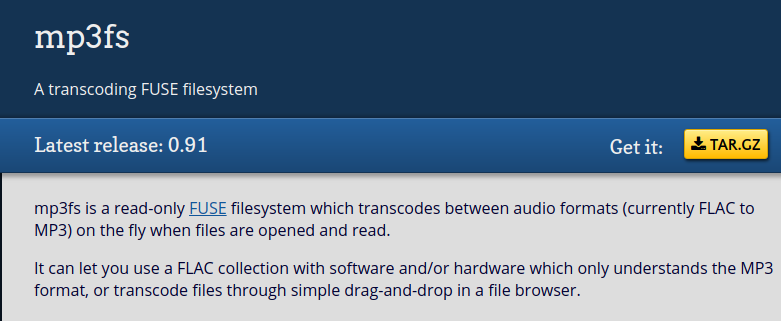 mp3fs
A transcoding FUSE filesystem
Latest release: 0.91
Get it:
TAR.GZ
mp3fs is a read-only FUSE filesystem which transcodes between audio formats (currently FLAC to
MP3) on the fly when files are opened and read.
It can let you use a FLAC collection with software and/or hardware which only understands the MP3
format, or transcode files through simple drag-and-drop in a file browser.